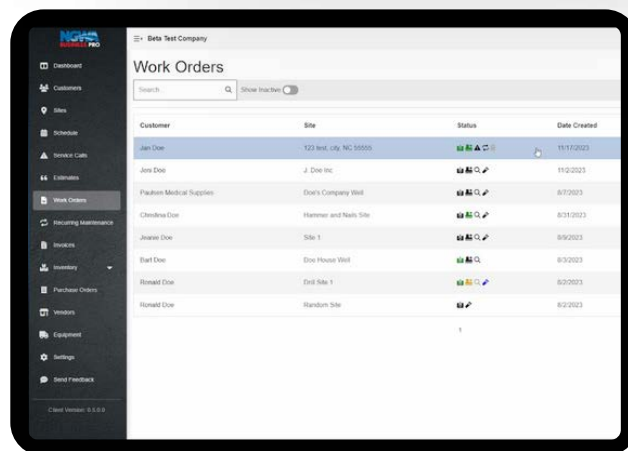 NGWA
BUSINESS PRO
Dashboard
Customers
Sites
Schedule
Service Calls
Estimates
Work Orders
Recurring Maintenance
Invoices
Inventory
Purchase Orders
Vendors
Equipment
Settings
Send Feedback
Client Version: 0.5.0.9
Beta Test Company
Work Orders
Search
Show Inactive
Customer Site Status Date Created
Jan Doe 123 test, city, NC 55555 11/17/2023
Jeni Doe J. Doe Inc 11/2/2023
Paulson Medical Supplies Doe's Company Well 8/7/2023
Christina Doe Hammer and Nails Site 8/31/2023
Jeanie Doe Site 1 8/9/2023
Bart Doe Doe House Well 8/3/2023
Ronald Doe Drill Site 1 8/2/2023
Ronald Doe Random Site 8/2/2023
1